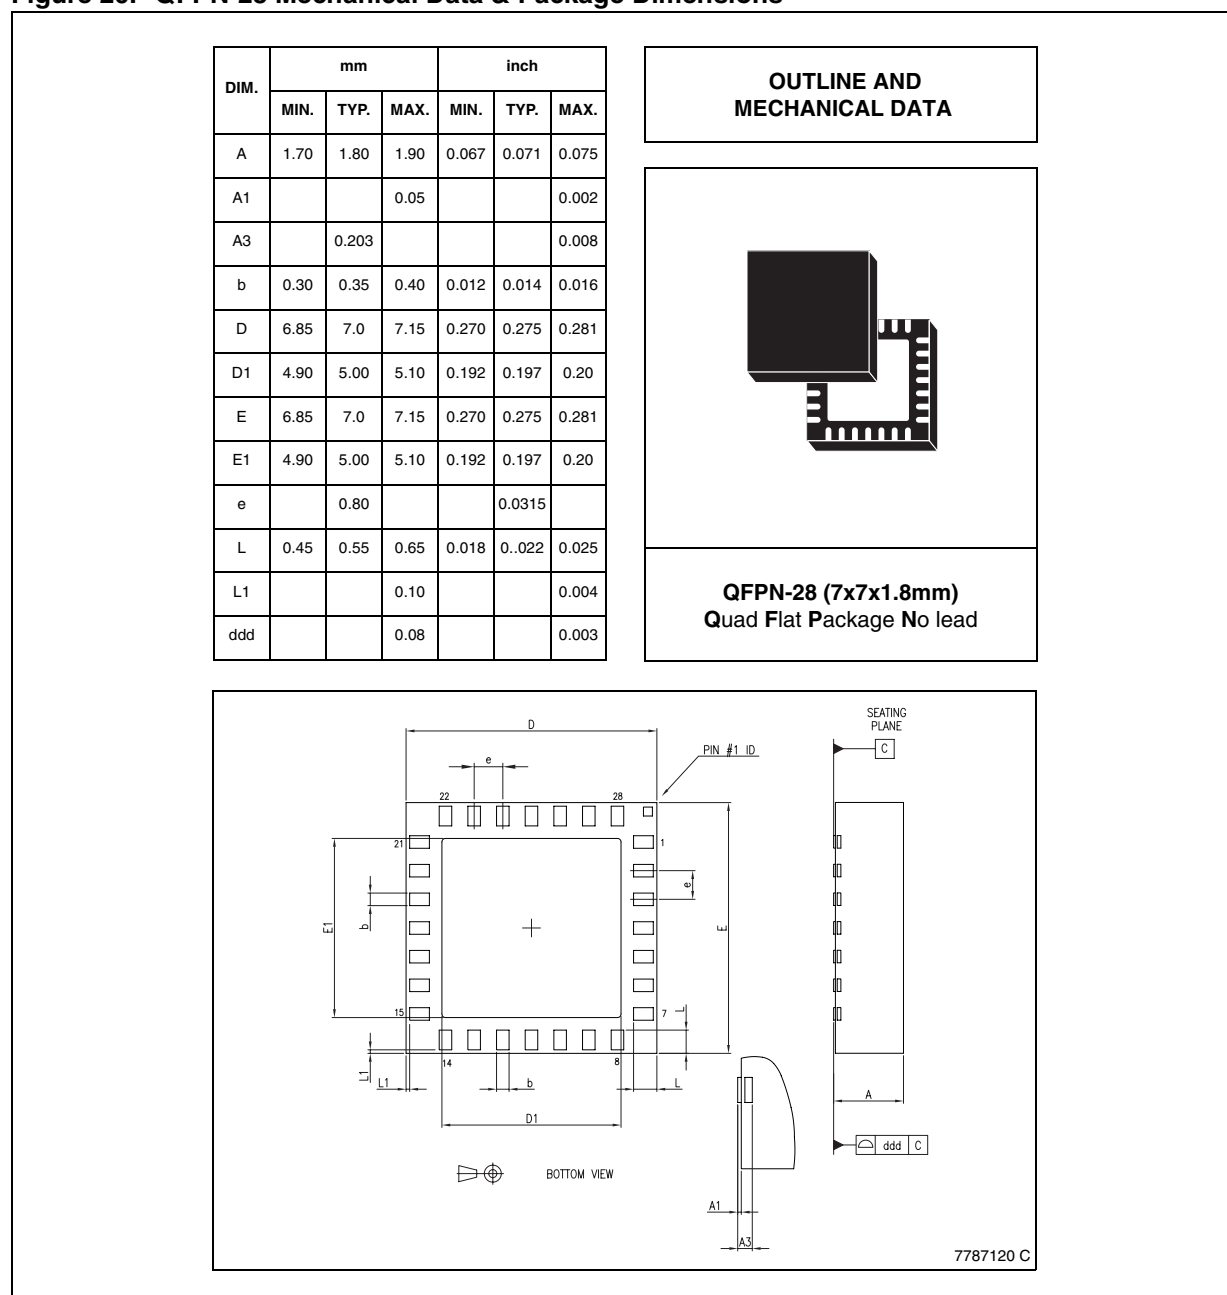 DIM. mm inch
MIN. TYP. MAX. MIN. TYP. MAX.
A 1.70 1.80 1.90 0.067 0.071 0.075
A1 0.05 0.002
A3 0.203 0.008
b 0.30 0.35 0.40 0.012 0.014 0.016
D 6.85 7.0 7.15 0.270 0.275 0.281
D1 4.90 5.00 5.10 0.192 0.197 0.20
E 6.85 7.0 7.15 0.270 0.275 0.281
E1 4.90 5.00 5.10 0.192 0.197 0.20
e 0.80 0.0315
L 0.45 0.55 0.65 0.018 0..022 0.025
L1 0.10 0.004
ddd 0.08 0.003
OUTLINE AND
MECHANICAL DATA
QFPN-28 (7x7x1.8mm)
Quad Flat Package No lead
D
e
PIN #1 ID
22 28
21 1
e
E1
b
E
15 7
L
14 8
L1
L1
b
L
D1
BOTTOM VIEW
SEATING
PLANE
C
A
ddd C
A1
A3
7787120 C